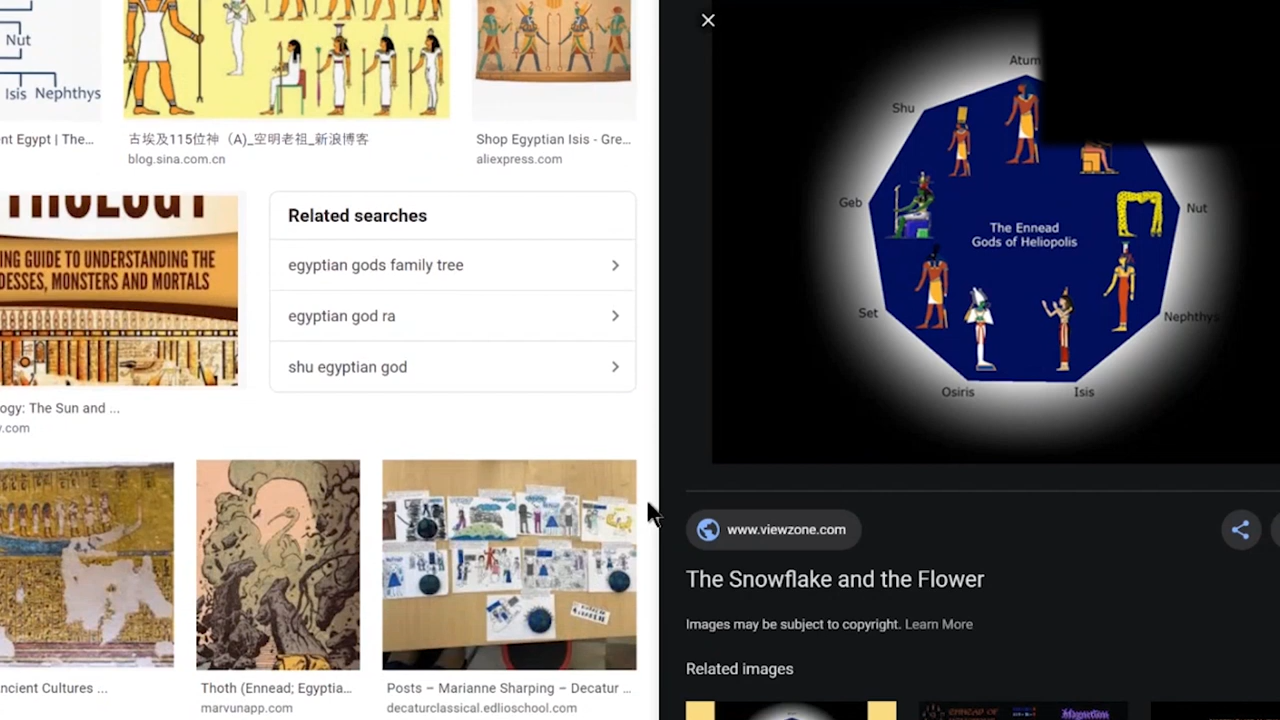 Nut
Isis Nephthys
nt Egypt | The...
古埃及115位神（A)_空明老祖_新浪博客
blog.sina.com.cn
Shop Egyptian Isis - Gre...
aliexpress.com
ING GUIDE TO UNDERSTANDING THE
DESSES, MONSTERS AND MORTALS
ogy: The Sun and ...
.com
Related searches
egyptian gods family tree
egyptian god ra
shu egyptian god
ncient Cultures ...
Thoth (Ennead; Egyptia...
marvunapp.com
Posts – Marianne Sharping – Decatur ...
decaturclassical.edlioschool.com
Atum
Shu
Geb
Nut
The Ennead
Gods of Heliopolis
Set
Nephthys
Osiris
Isis
www.viewzone.com
The Snowflake and the Flower
Images may be subject to copyright. Learn More
Related images